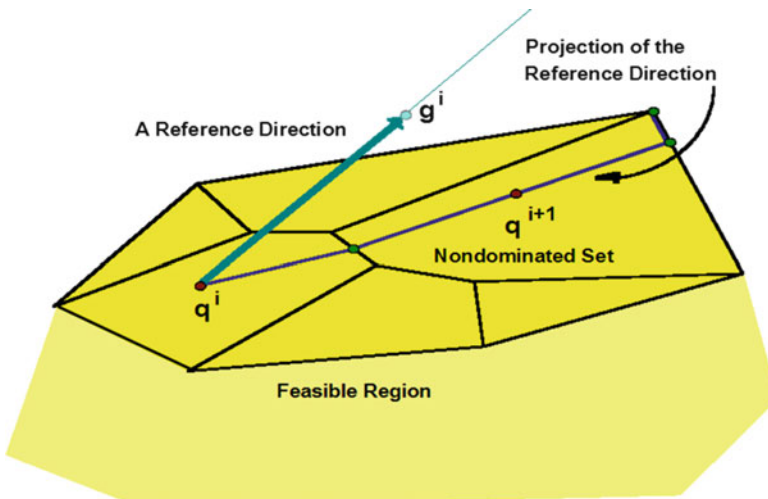 Projection of the
Reference Direction
g i
A Reference Direction
q i+1
Nondominated Set
q i
Feasible Region